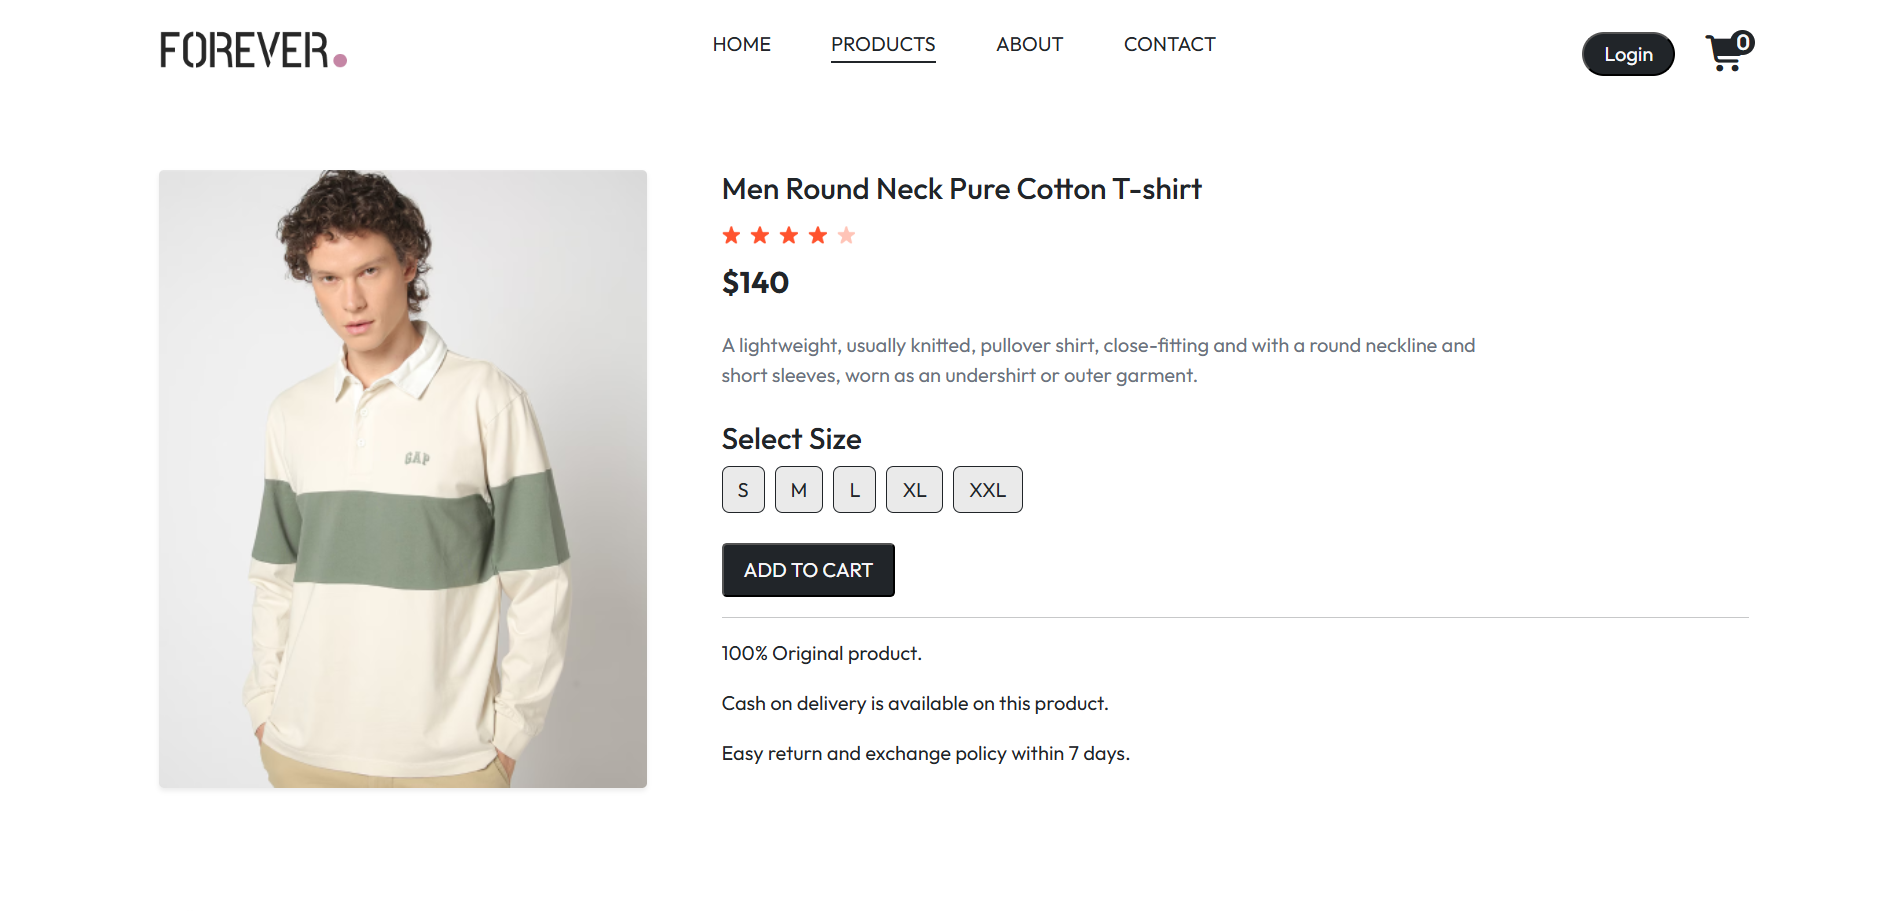 FOREVER.
HOME PRODUCTS ABOUT CONTACT
Login
0
Men Round Neck Pure Cotton T-shirt
$140
A lightweight, usually knitted, pullover shirt, close-fitting and with a round neckline and
short sleeves, worn as an undershirt or outer garment.
GAP
Select Size
S M L XL XXL
ADD TO CART
100% Original product.
Cash on delivery is available on this product.
Easy return and exchange policy within 7 days.